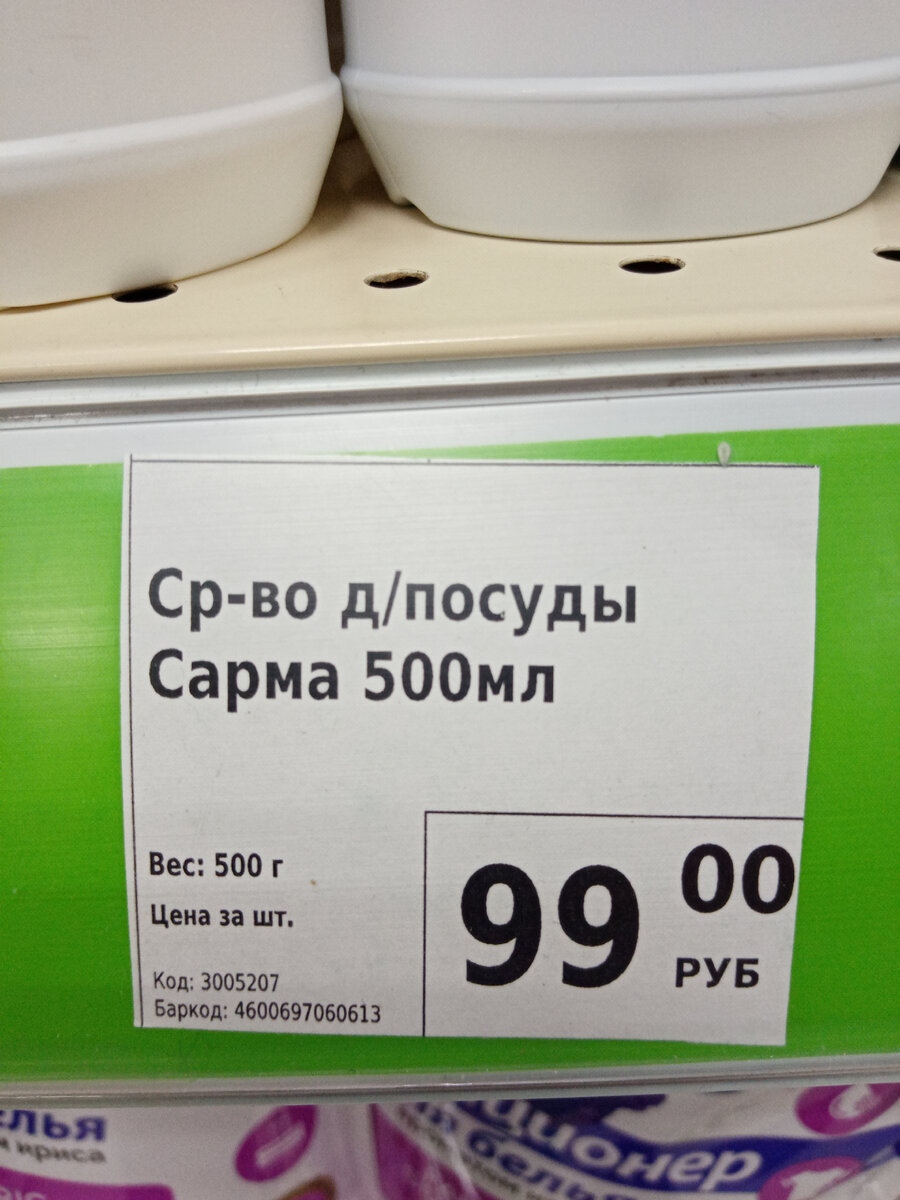 Ср-во д/посуды
Сарма 500мл
Вес: 500 г
Цена за шт.
99 00
РУБ
Код: 3005207
Баркод: 4600697060613